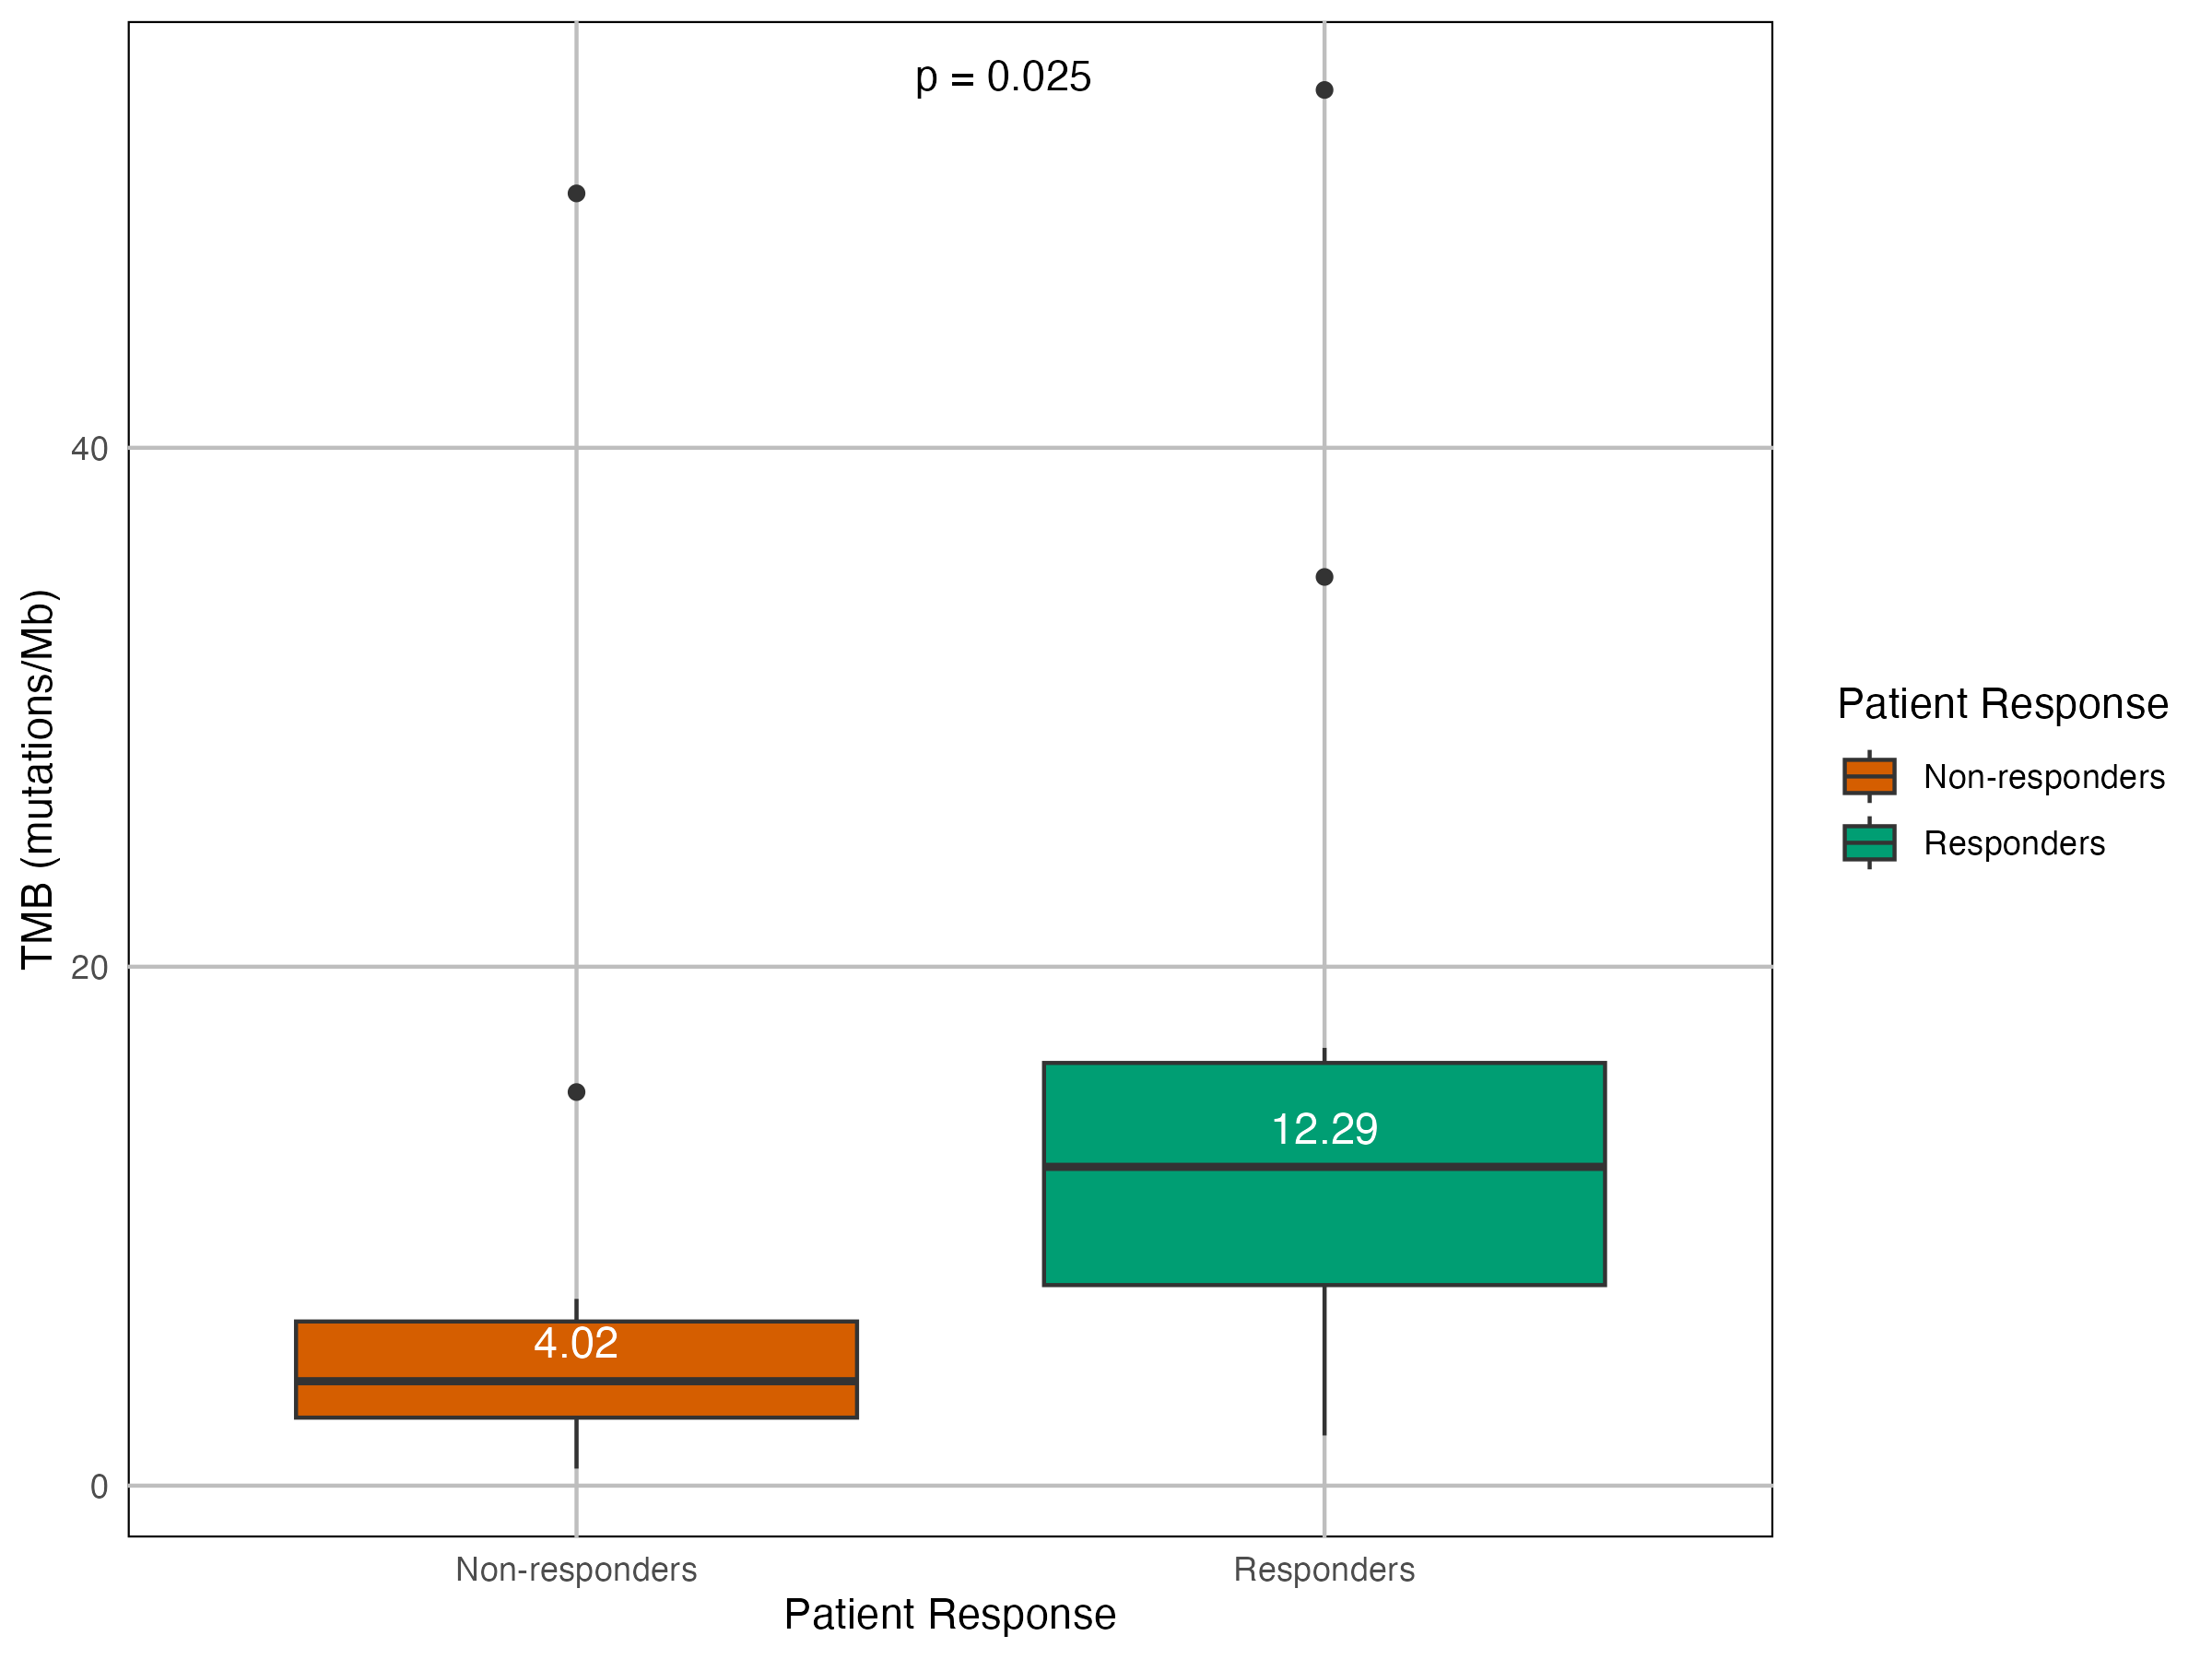 p = 0.025
TMB (mutations/Mb)
40
20
0
12.29
4.02
Non-responders
Responders
Patient Response
Patient Response
Non-responders
Responders